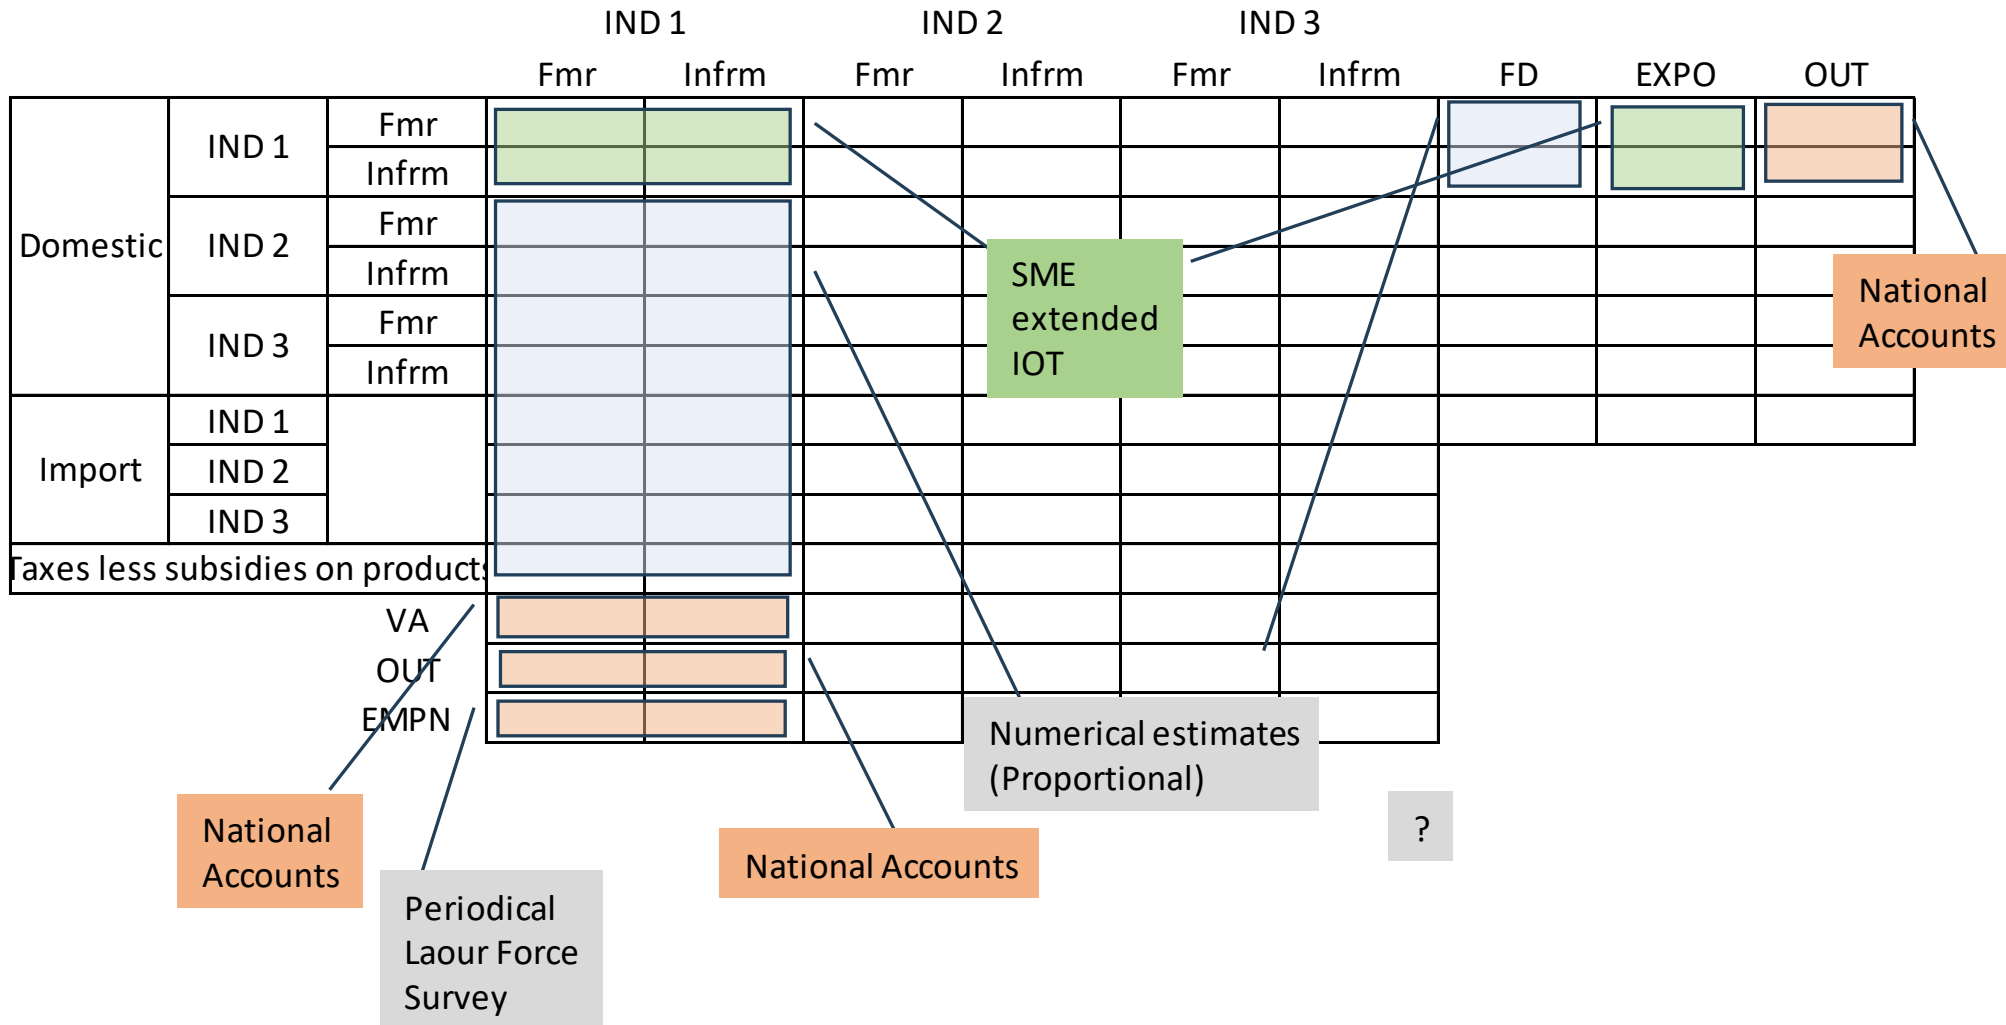 IND 1 IND 2 IND 3
Fmr Infrm Fmr Infrm Fmr Infrm FD EXPO OUT
Domestic
IND 1
Fmr
Infrm
IND 2
Fmr
Infrm
IND 3
Fmr
Infrm
Import
IND 1
IND 2
IND 3
Taxes less subsidies on products
VA
OUT
EMPN
SME
extended
IOT
National
Accounts
Numerical estimates
(Proportional)
?
National
Accounts
National Accounts
Periodical
Laour Force
Survey